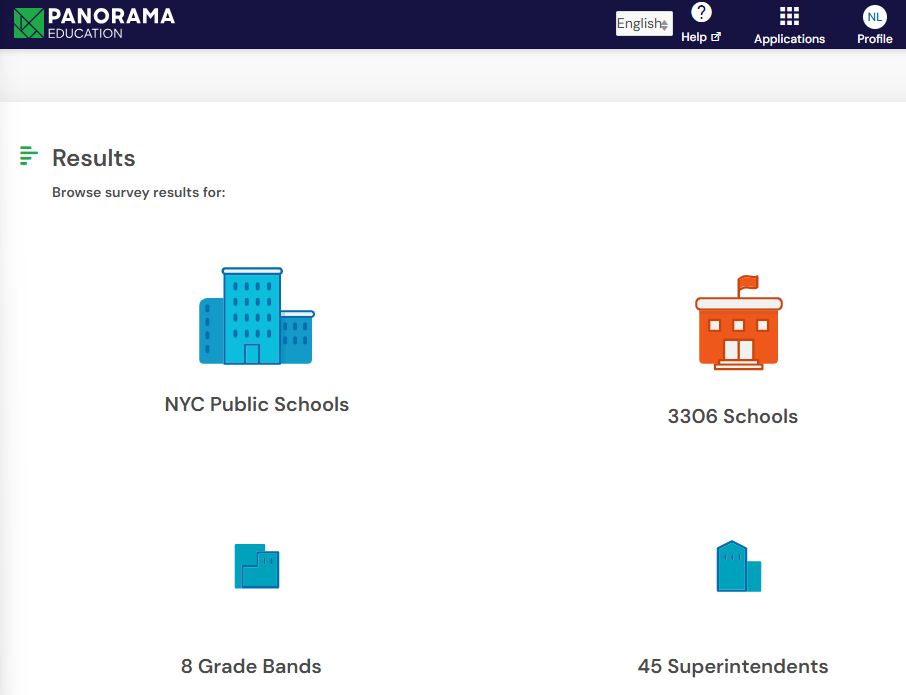 PANORAMA
EDUCATION
English
?
Help
Applications
NL
Profile
Results
Browse survey results for:
NYC Public Schools
3306 Schools
8 Grade Bands
45 Superintendents